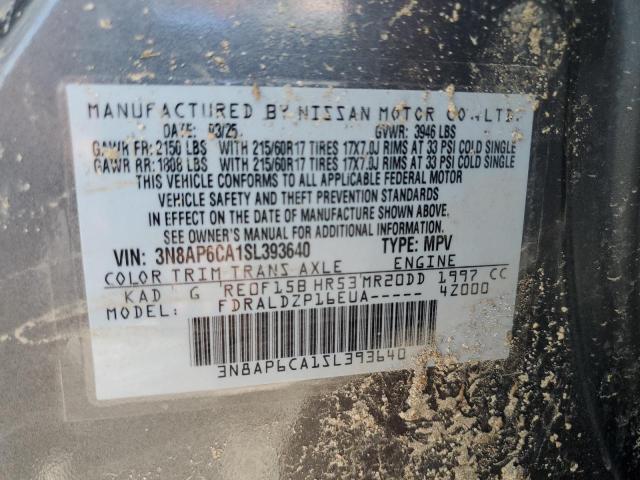 MANUFACTURED BY NISSAN MOTOR CO.,LTD.
DATE: 03/25 GVWR: 3946 LBS
GAWR FR: 2150 LBS WITH 215/60R17 TIRES 17X7.0J RIMS AT 33 PSI COLD SINGLE
GAWR RR: 1808 LBS WITH 215/60R17 TIRES 17X7.0J RIMS AT 33 PSI COLD SINGLE
THIS VEHICLE CONFORMS TO ALL APPLICABLE FEDERAL MOTOR
VEHICLE SAFETY AND THEFT PREVENTION STANDARDS
IN EFFECT ON THE DATE OF MANUFACTURE SHOWN ABOVE.
SEE OWNER'S MANUAL FOR ADDITIONAL INFORMATION
VIN: 3N8AP6CA1SL393640 TYPE: MPV
COLOR TRIM TRANS AXLE ENGINE
KAD G RE0F15B HR53 MR20DD 1997 CC
FDRALDZP16EUA----- 42000
3N8AP6CA1SL393640